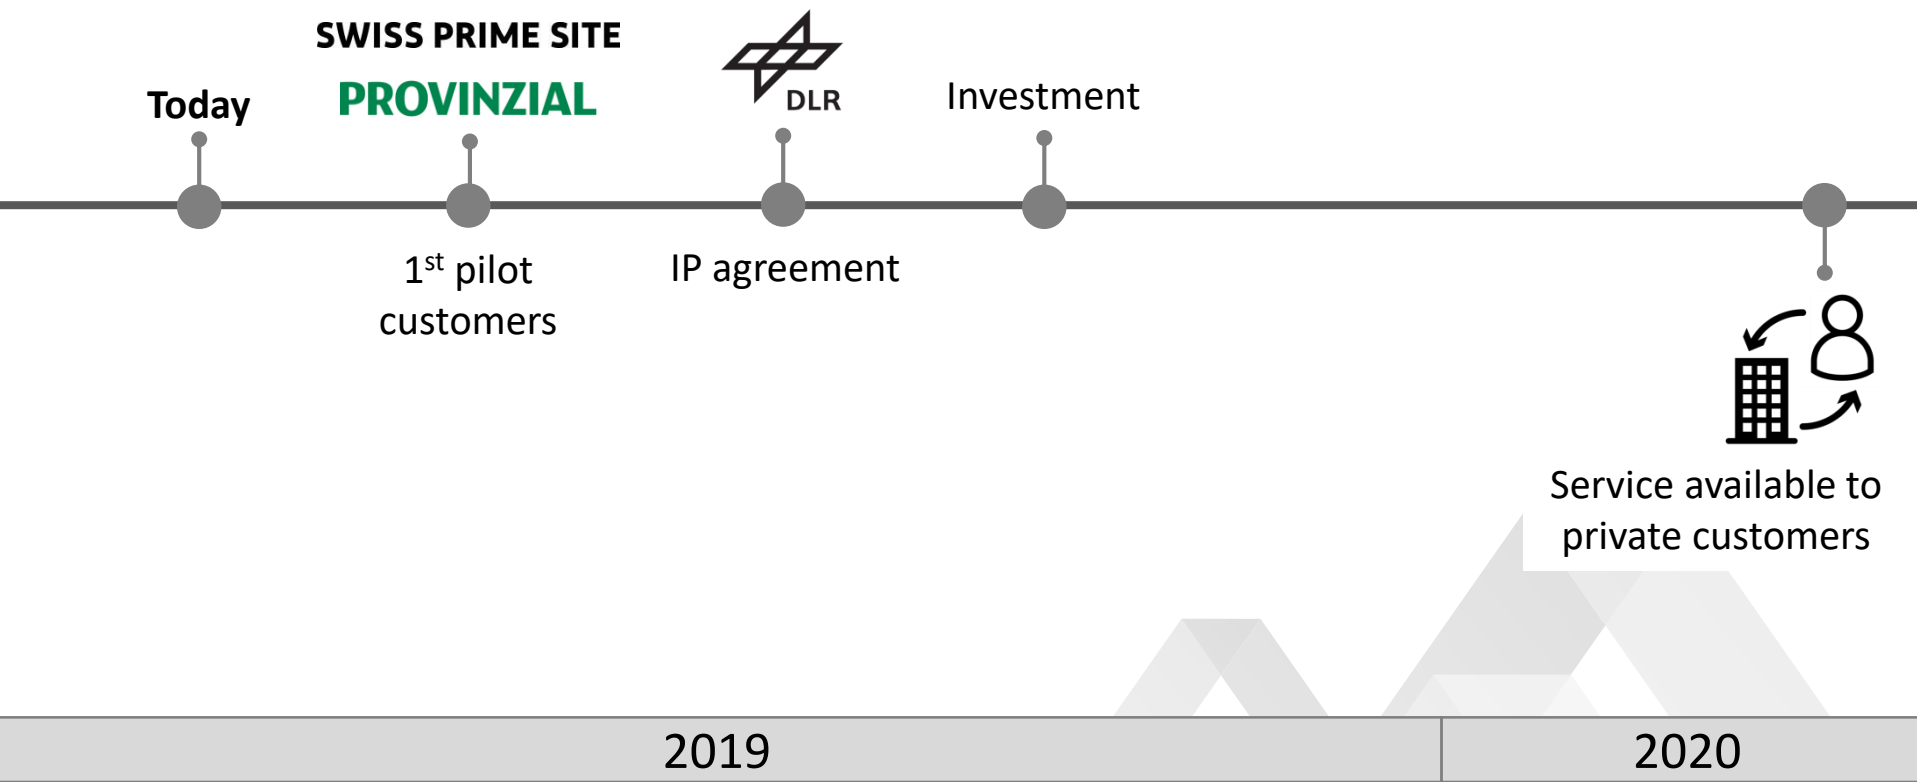 Today
SWISS PRIME SITE
PROVINZIAL
DLR
Investment
1st pilot
customers
IP agreement
Service available to
private customers
2019
2020